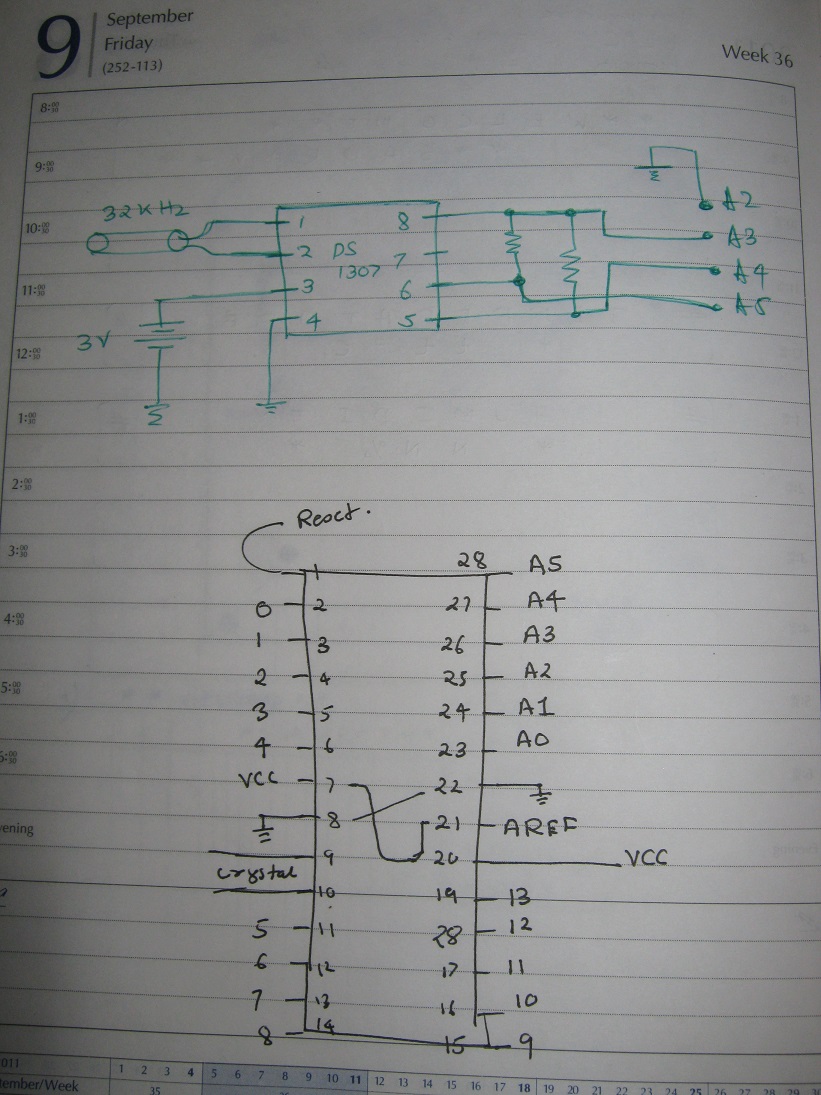 9
September
Friday
(252-113)
Week 36
8:00 30
9:00 30
A2
32KHz
10:00 30
1 8
A3
2 DS
1307 7
A4
11:00 30
3 6
A5
3V
4 5
12:00 30
1:00 30
2:00 30
Reset.
3:00 30
1 28 A5
0 2 27 A4
4:00 30
1 3 26 A3
2 4 25 A2
5:00 30
3 5 24 A1
4 6 23 A0
6:00 30
VCC 7 22
8 21 AREF
vening
9 20 VCC
crystal
10 19 13
5 11 28 12
6 12 17 11
7 13 16 10
8 14 15 9
2011
tember/Week
1 2 3 4 5 6 7 8 9 10 11 12 13 14 15 16 17 18 19 20 21 22 23 24 25 26 27 28 29 30
35